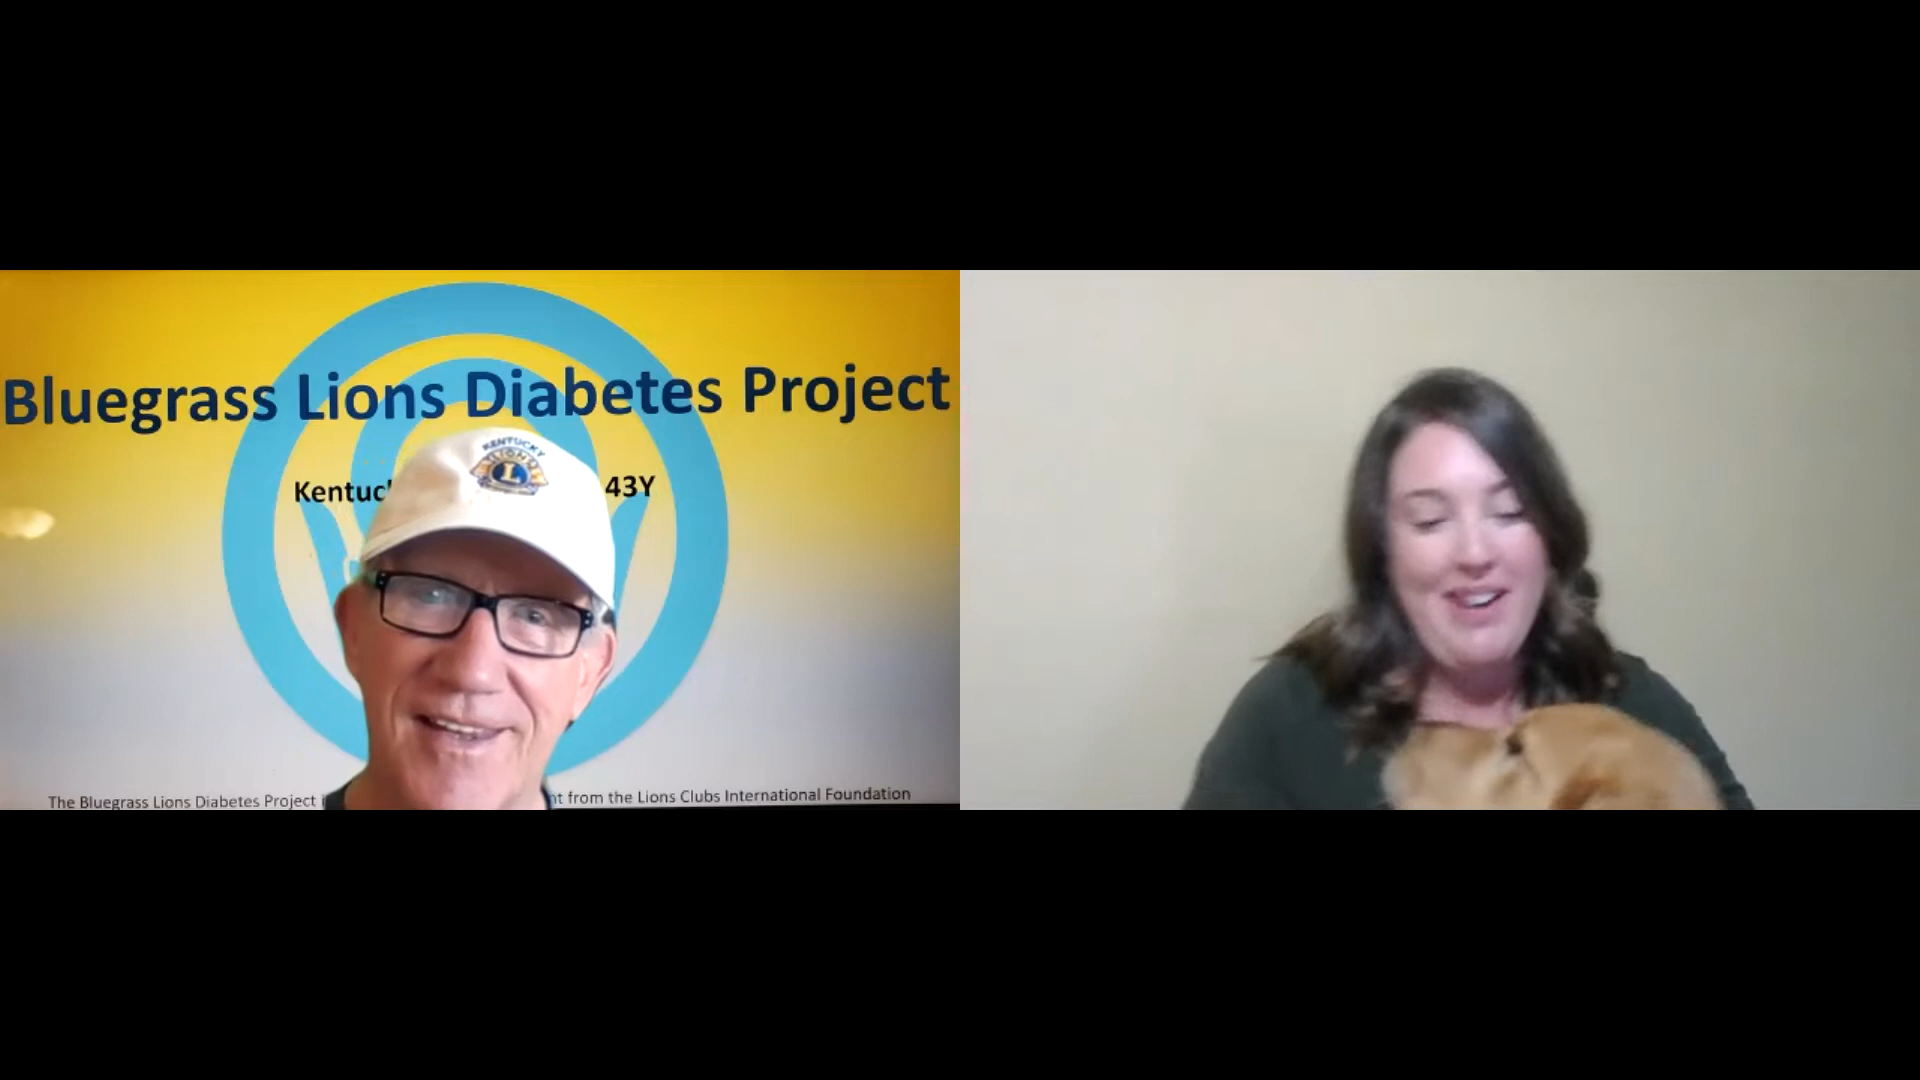 Bluegrass Lions Diabetes Project
Kentuc 43Y
KENTUCKY
LIONS
L
The Bluegrass Lions Diabetes Project nt from the Lions Clubs International Foundation